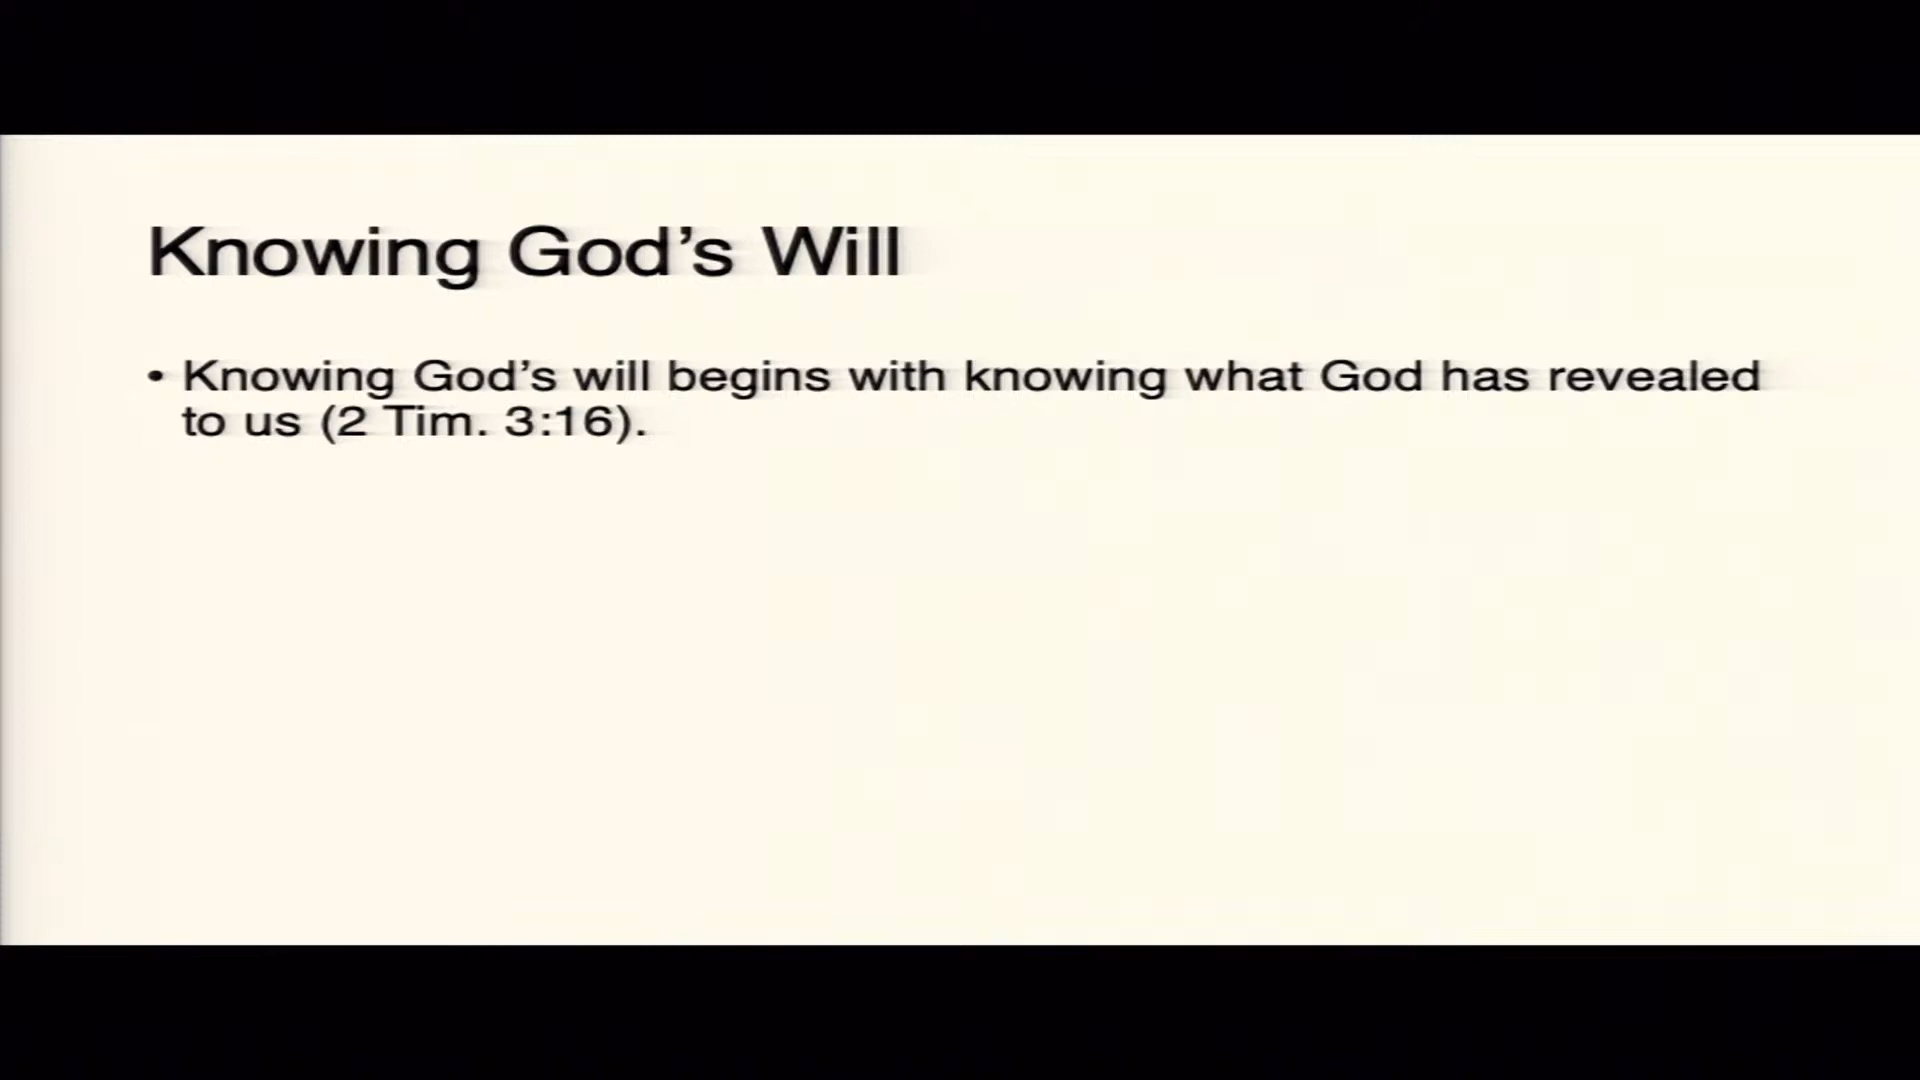 Knowing God’s Will
• Knowing God’s will begins with knowing what God has revealed
to us (2 Tim. 3:16).